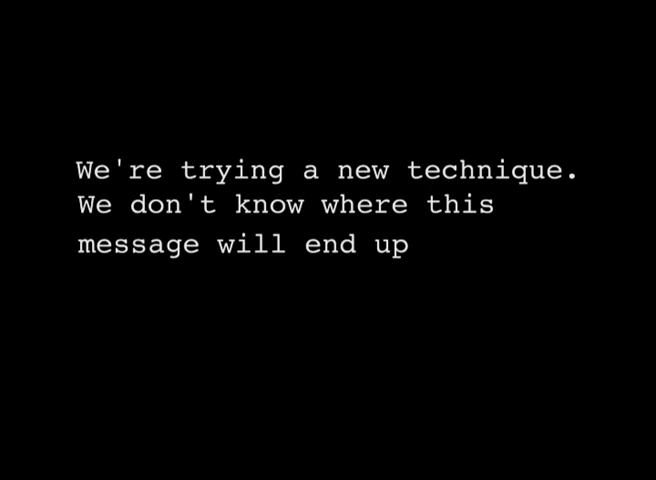 We're trying a new technique.
We don't know where this
message will end up